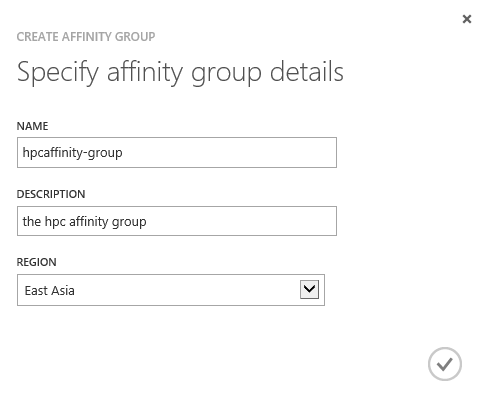 CREATE AFFINITY GROUP
Specify affinity group details
NAME
hpcaffinity-group
DESCRIPTION
the hpc affinity group
REGION
East Asia